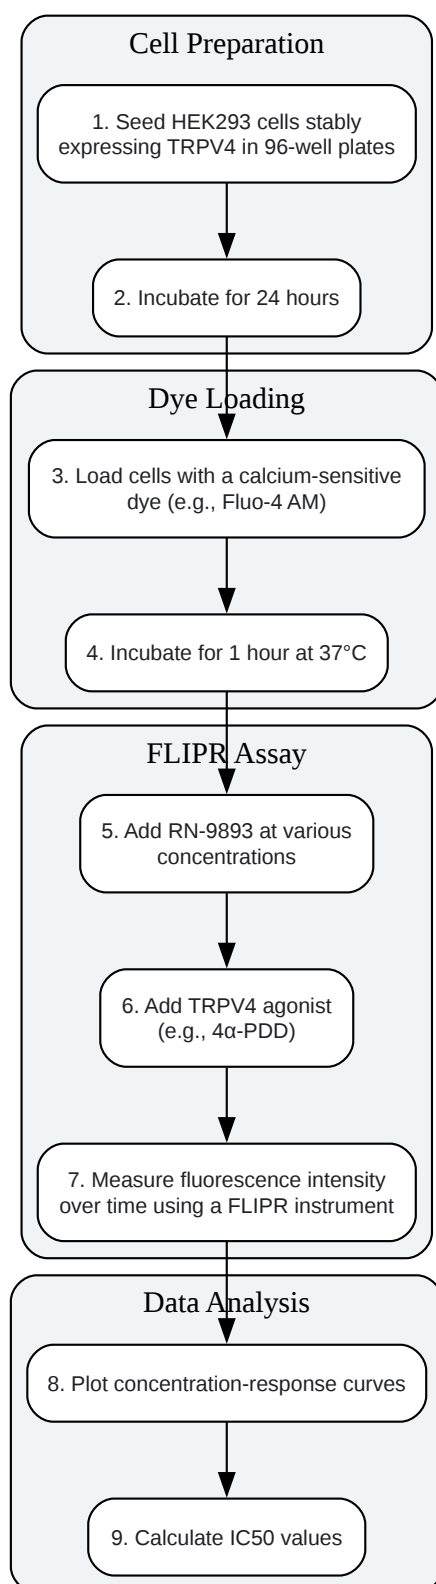 Cell Preparation
1. Seed HEK293 cells stably
expressing TRPV4 in 96-well plates
2. Incubate for 24 hours
Dye Loading
3. Load cells with a calcium-sensitive
dye (e.g., Fluo-4 AM)
4. Incubate for 1 hour at 37°C
FLIPR Assay
5. Add RN-9893 at various
concentrations
6. Add TRPV4 agonist
(e.g., 4α-PDD)
7. Measure fluorescence intensity
over time using a FLIPR instrument
Data Analysis
8. Plot concentration-response curves
9. Calculate IC50 values